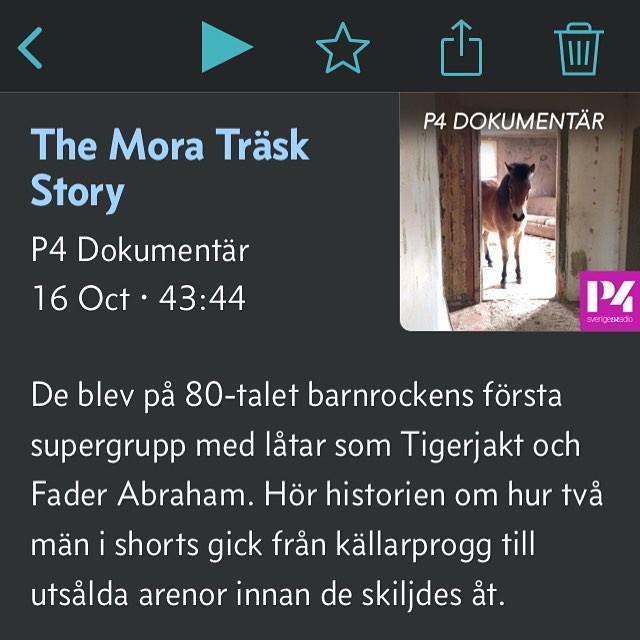 P4 DOKUMENTÄR
The Mora Träsk
Story
P4 Dokumentär
16 Oct · 43:44
P4
sverigesradio
De blev på 80-talet barnrockens första
supergrupp med låtar som Tigerjakt och
Fader Abraham. Hör historien om hur två
män i shorts gick från källarprogg till
utsålda arenor innan de skiljdes åt.